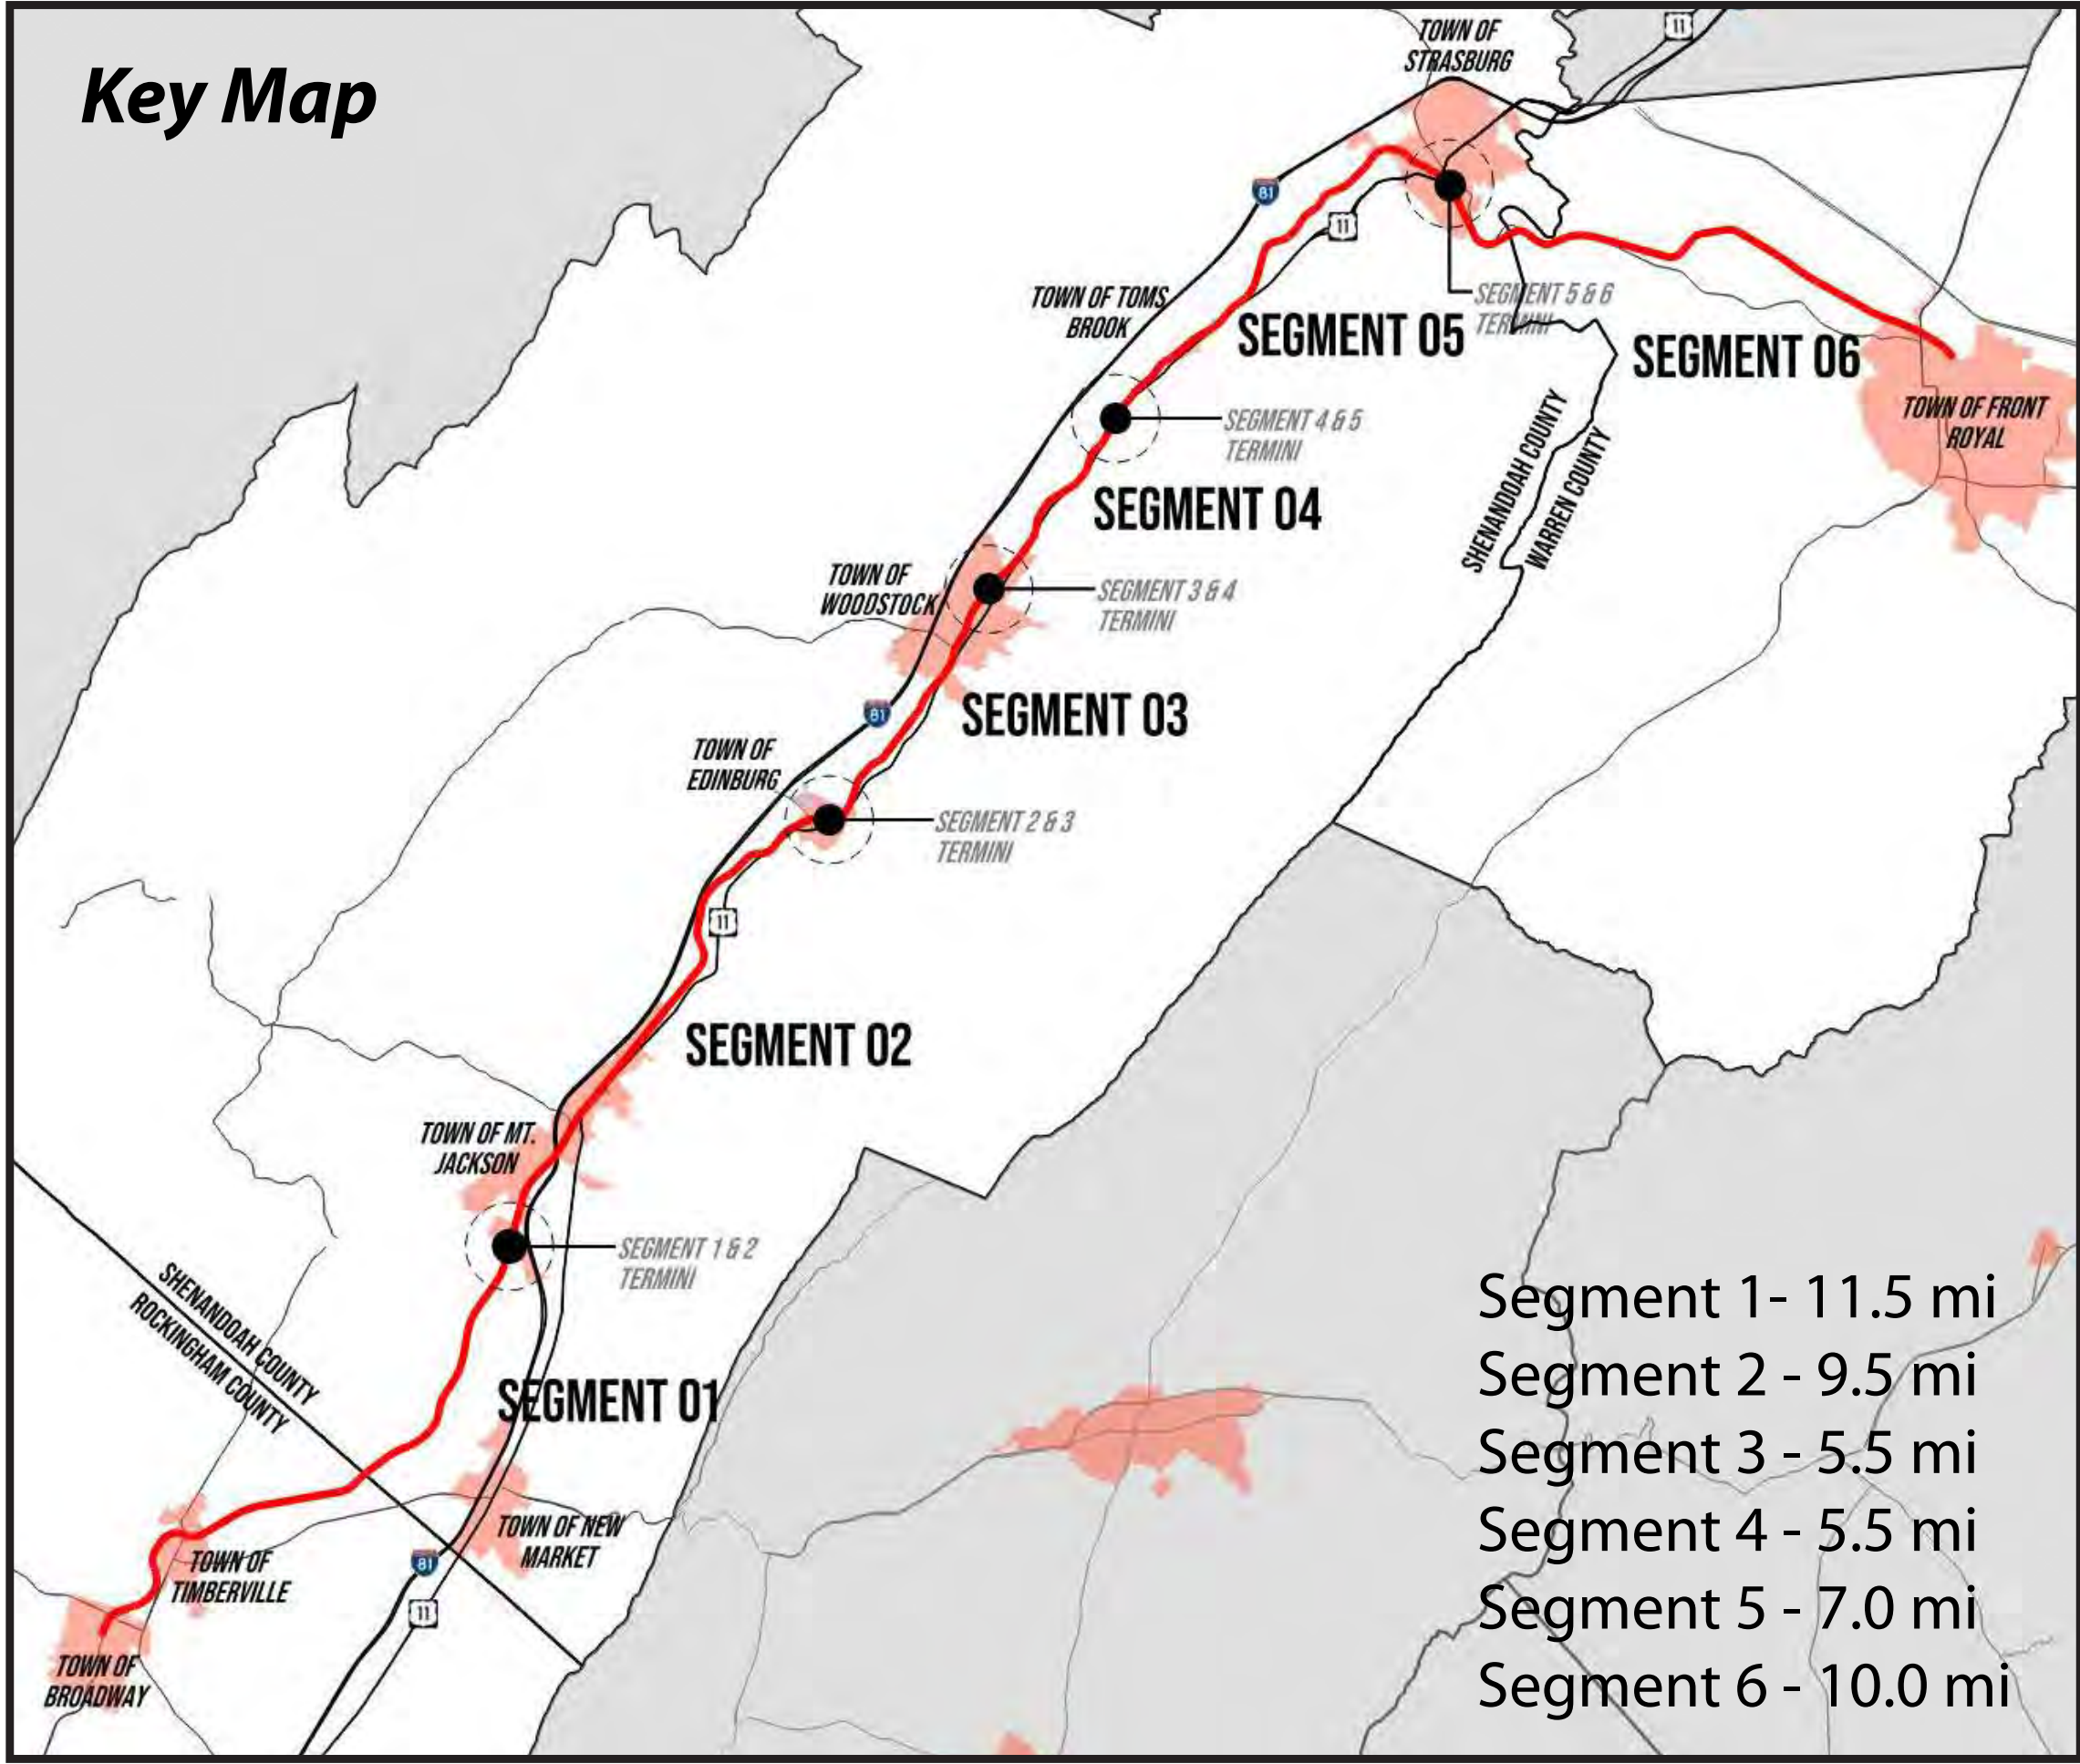 Key Map
11
TOWN OF
STRASBURG
81
11
TOWN OF TOMS
BROOK
SEGMENT 5 & 6
TERMINI
SEGMENT 05
SEGMENT 06
TOWN OF FRONT
ROYAL
SEGMENT 4 & 5
TERMINI
SHENANDOAH COUNTY
WARREN COUNTY
SEGMENT 04
TOWN OF
WOODSTOCK
SEGMENT 3 & 4
TERMINI
81
SEGMENT 03
TOWN OF
EDINBURG
SEGMENT 2 & 3
TERMINI
11
SEGMENT 02
TOWN OF MT.
JACKSON
SEGMENT 1 & 2
TERMINI
SHENANDOAH COUNTY
ROCKINGHAM COUNTY
SEGMENT 01
TOWN OF NEW
MARKET
81
TOWN OF
TIMBERVILLE
11
TOWN OF
BROADWAY
Segment 1- 11.5 mi
Segment 2 - 9.5 mi
Segment 3 - 5.5 mi
Segment 4 - 5.5 mi
Segment 5 - 7.0 mi
Segment 6 - 10.0 mi